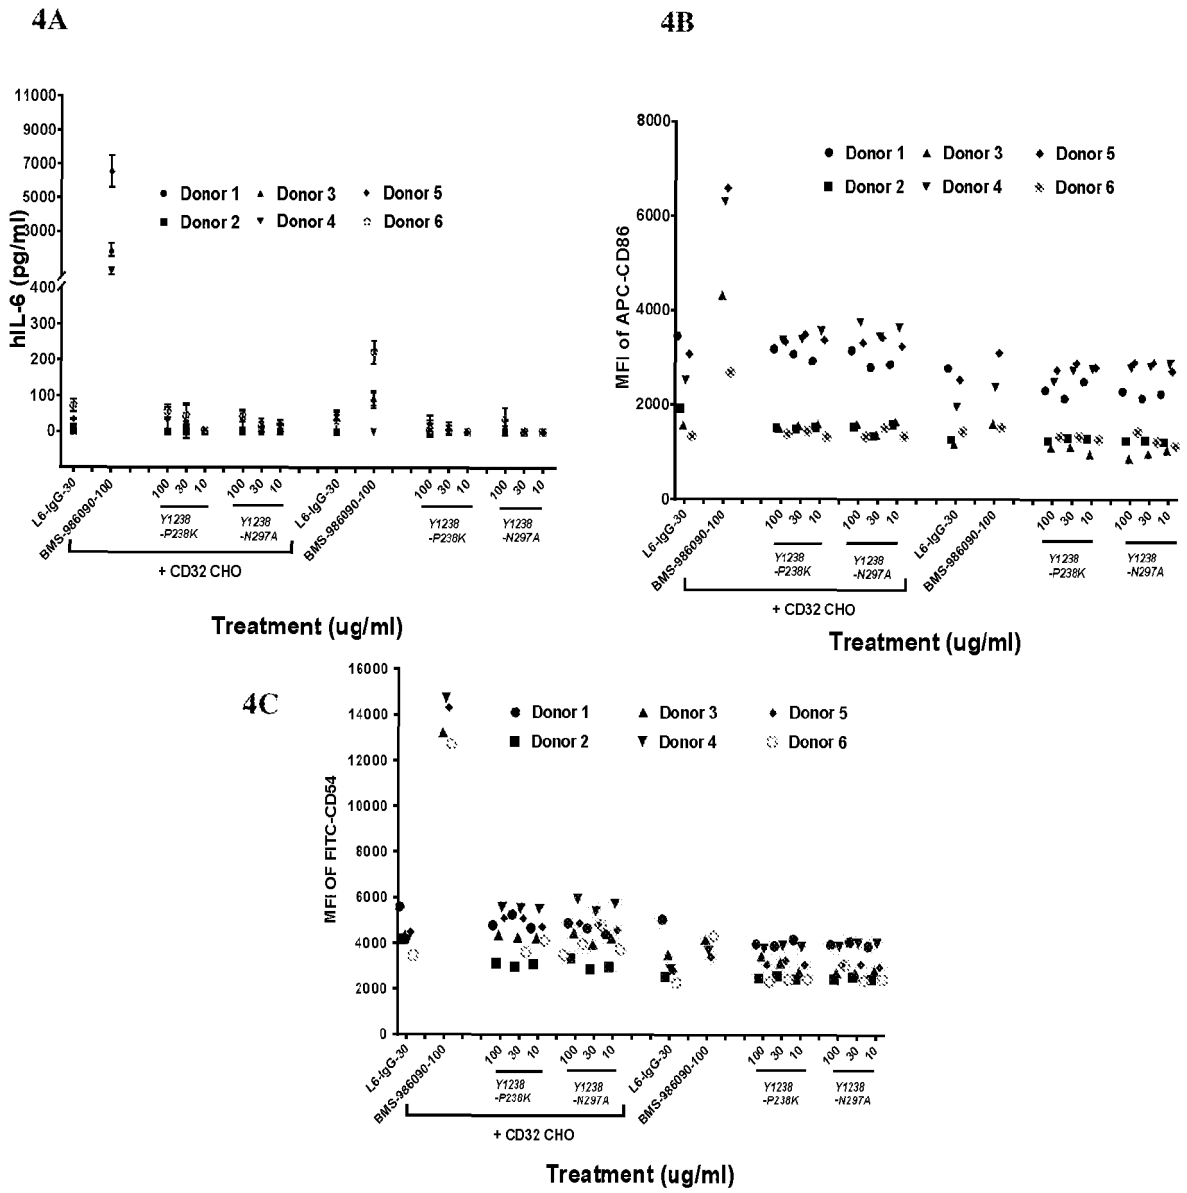 4A
11000
9000
7000
5000
3000
400
300
200
100
0
hIL-6 (pg/ml)
Donor 1 Donor 3 Donor 5
Donor 2 Donor 4 Donor 6
L6-IgG-30 BMS-986090-100 100 30 10 100 30 10 L6-IgG-30 BMS-986090-100 100 30 10 100 30 10
Y1238 Y1238 Y1238 Y1238
-P238K -N297A -P238K -N297A
+ CD32 CHO
Treatment (ug/ml)
4B
8000
6000
4000
2000
0
MFI of APC-CD86
Donor 1 Donor 3 Donor 5
Donor 2 Donor 4 Donor 6
L6-IgG-30 BMS-986090-100 100 30 10 100 30 10 L6-IgG-30 BMS-986090-100 100 30 10 100 30 10
Y1238 Y1238 Y1238 Y1238
-P238K -N297A -P238K -N297A
+ CD32 CHO
Treatment (ug/ml)
4C
16000
14000
12000
10000
8000
6000
4000
2000
0
MFI OF FITC-CD54
Donor 1 Donor 3 Donor 5
Donor 2 Donor 4 Donor 6
L6-IgG-30 BMS-986090-100 100 30 10 100 30 10 L6-IgG-30 BMS-986090-100 100 30 10 100 30 10
Y1238 Y1238 Y1238 Y1238
-P238K -N297A -P238K -N297A
+ CD32 CHO
Treatment (ug/ml)